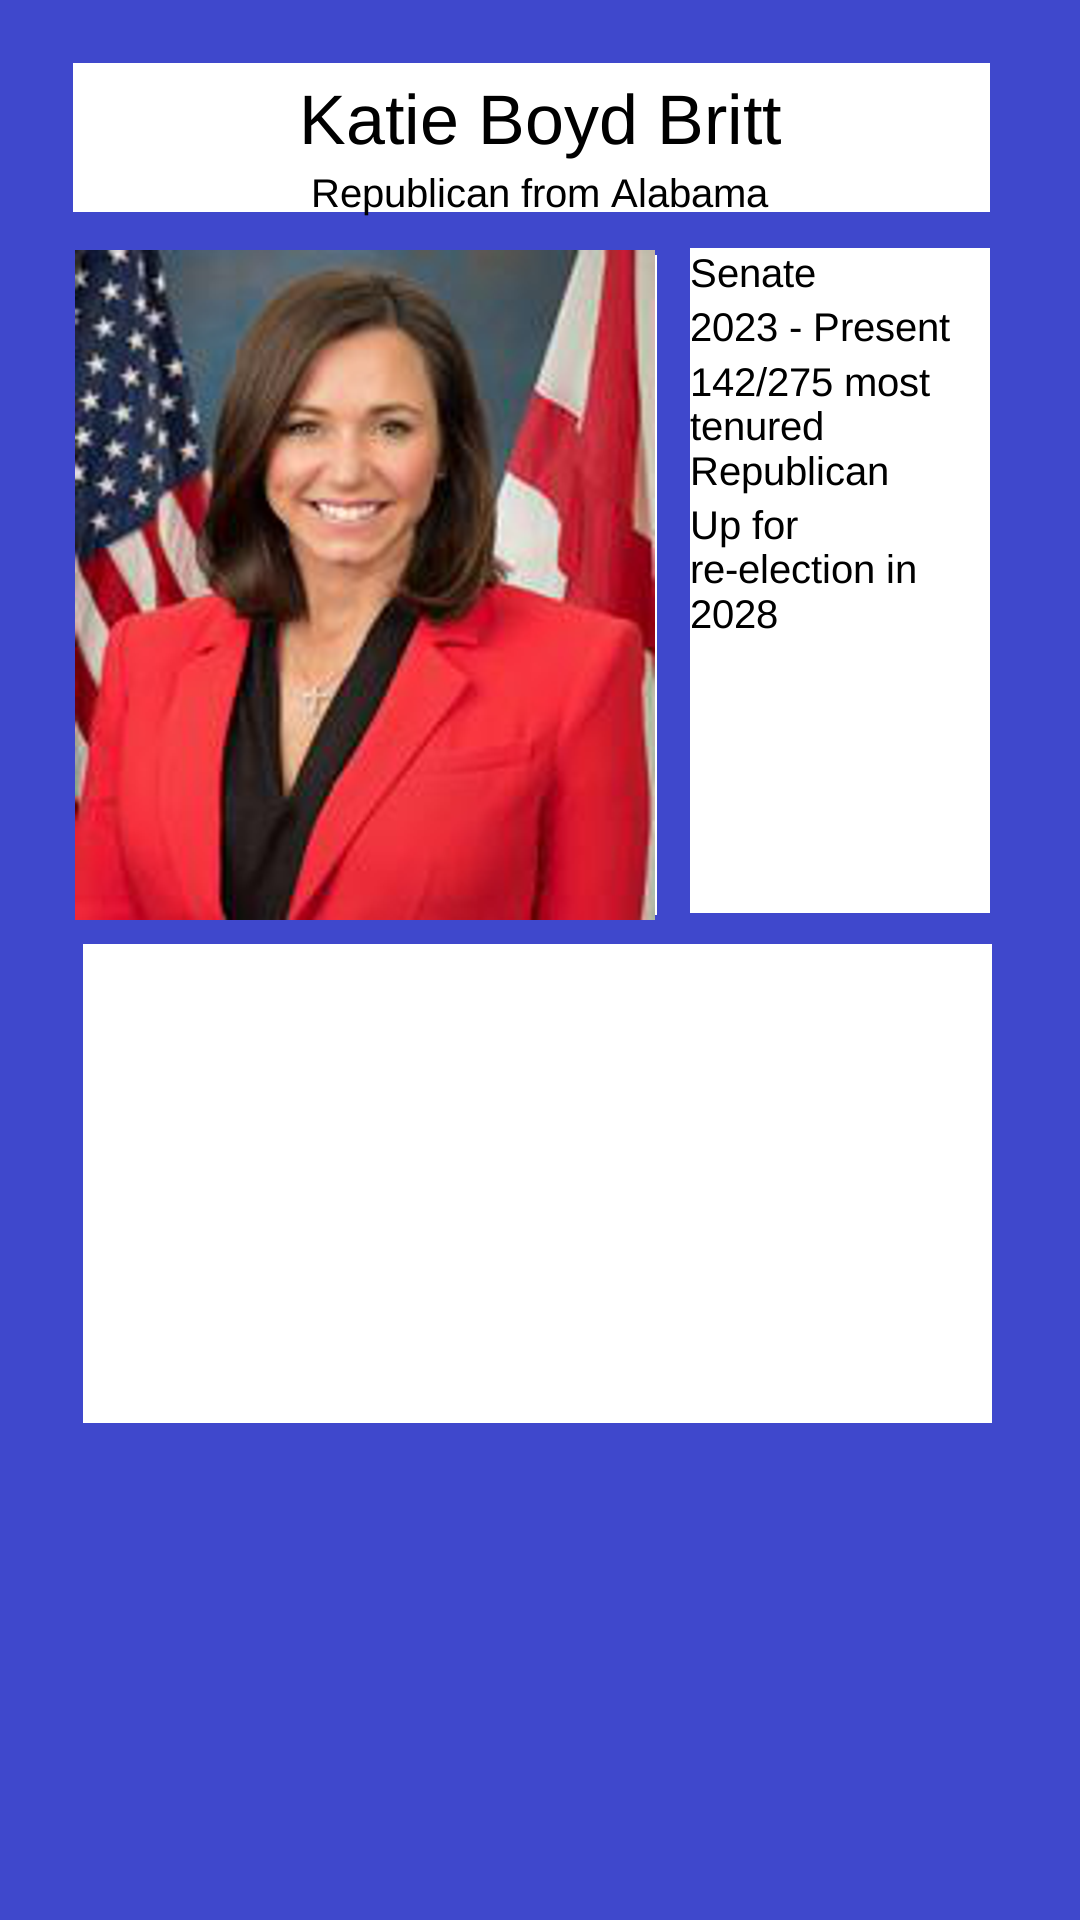 Katie Boyd Britt
Republican from Alabama
Senate
2023 - Present
142/275 most
tenured
Republican
Up for
re-election in
2028